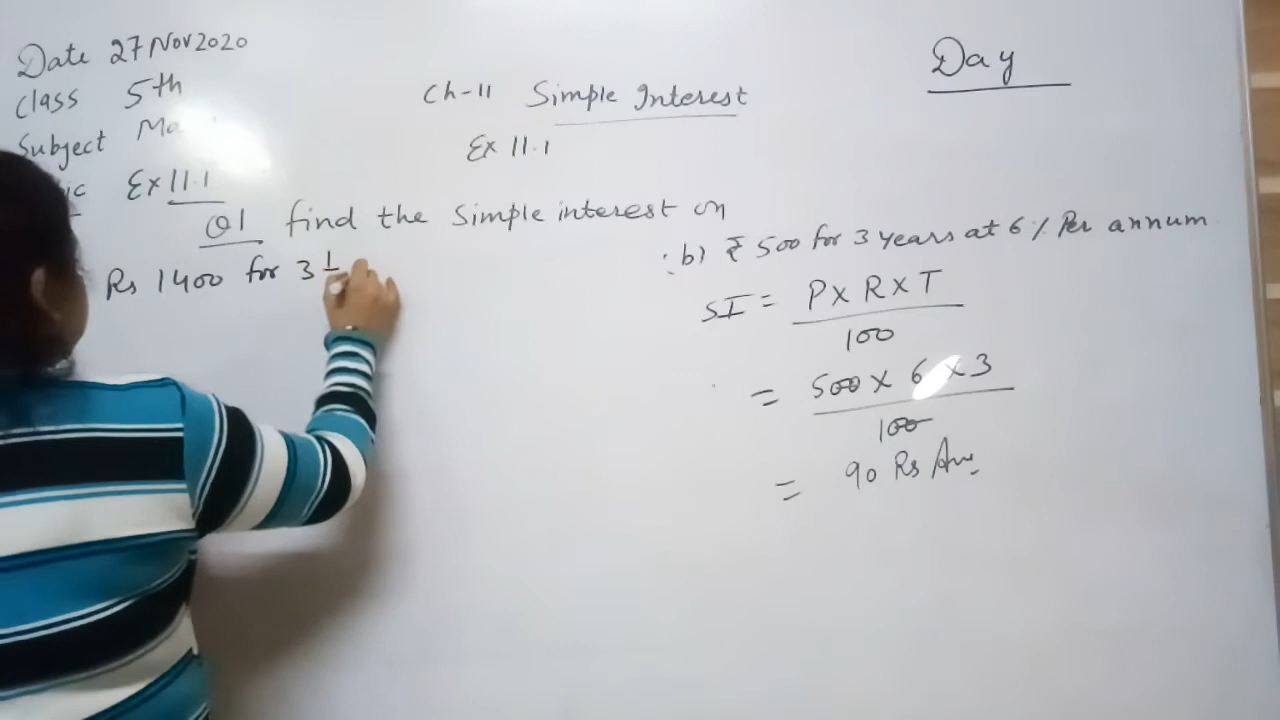 Date 27 Nov 2020
Class 5th
Subject
Ex 11.1
Day
Ch-11 Simple Interest
Ex 11.1
Q1 find the Simple interest on
Rs 1400 for 3 1
b) ₹ 500 for 3 years at 6 % Per annum
SI = P x R x T
100
= 500 x 6 x 3
100
= 90 Rs Ans